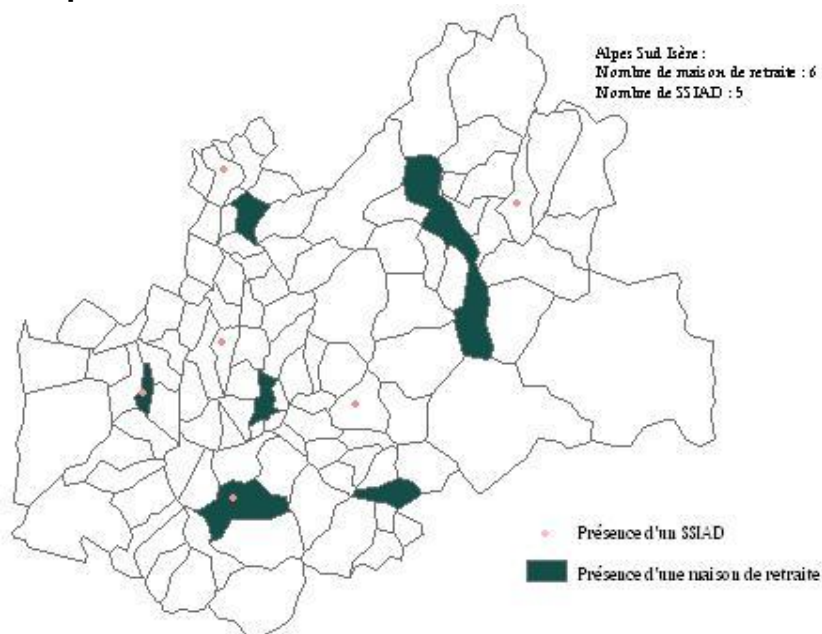 Alpes Sud Isère :
Nombre de maison de retraite : 6
Nombre de SSIAD : 5
Présence d'un SSIAD
Présence d'une maison de retraite